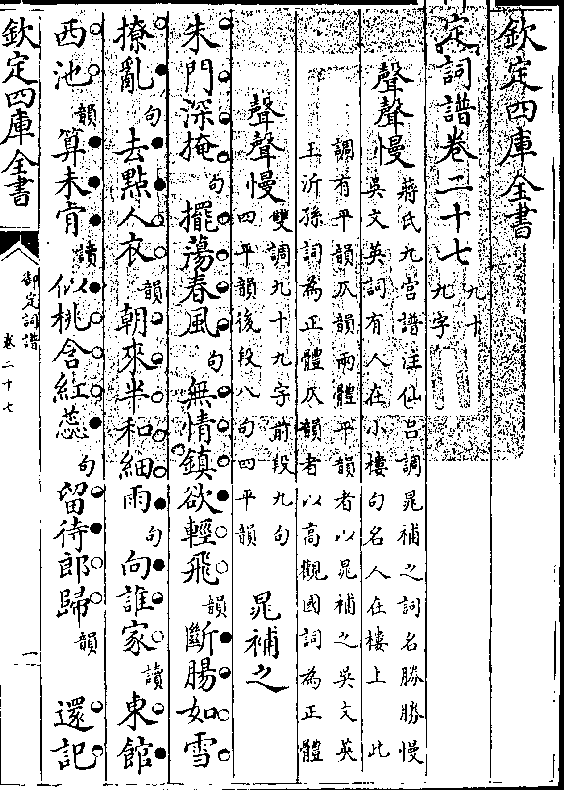 欽定四庫全書
定詞譜卷二十七 九十九字
聲聲慢 蔣氏九宮譜注仙呂調晁補之詞名勝勝慢
吳文英詞有人在小樓句名人在樓上 此
調有平韻仄韻兩體平韻者以晁補之吳文英
王沂孫詞為正體仄韻者以高觀國詞為正體
聲聲慢 雙調九十九字前段九句
四平韻後段八句四平韻 晁補之
朱門深掩句擺蕩春風句無情鎮欲輕飛韻斷腸如雪
撩亂句去點人衣韻朝來半和細雨句向誰家讀東館
西池韻算未肯讀似桃含紅蕊句留待郎歸韻 還記
欽定四庫全書
御定詞譜
卷二十七
一